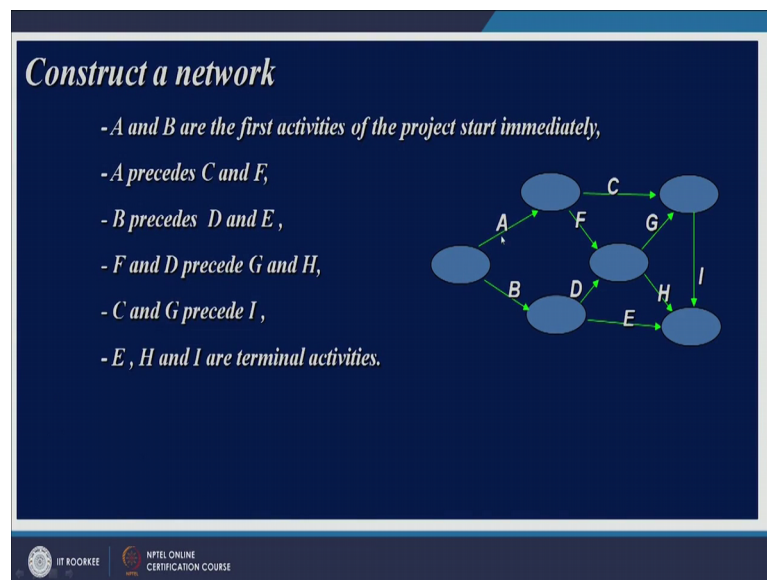 Construct a network
- A and B are the first activities of the project start immediately,
- A precedes C and F,
- B precedes D and E ,
- F and D precede G and H,
- C and G precede I ,
- E , H and I are terminal activities.
C
A
F
G
I
B
D
H
E
IIT ROORKEE
NPTEL
NPTEL ONLINE
CERTIFICATION COURSE